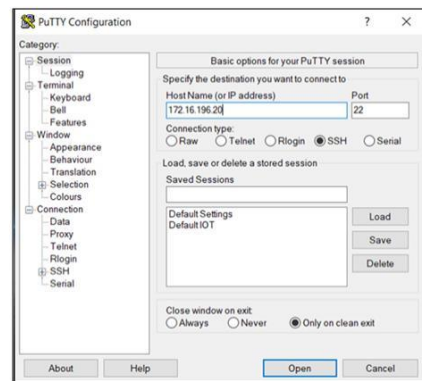 PuTTY Configuration
Category:
Session
Logging
Terminal
Keyboard
Bell
Features
Window
Appearance
Behaviour
Translation
Selection
Colours
Connection
Data
Proxy
Telnet
Rlogin
SSH
Serial
Basic options for your PuTTY session
Specify the destination you want to connect to
Host Name (or IP address) Port
172.16.196.20 22
Connection type:
Raw Telnet Rlogin SSH Serial
Load, save or delete a stored session
Saved Sessions
Default Settings
Default IOT
Load
Save
Delete
Close window on exit:
Always Never Only on clean exit
About Help Open Cancel